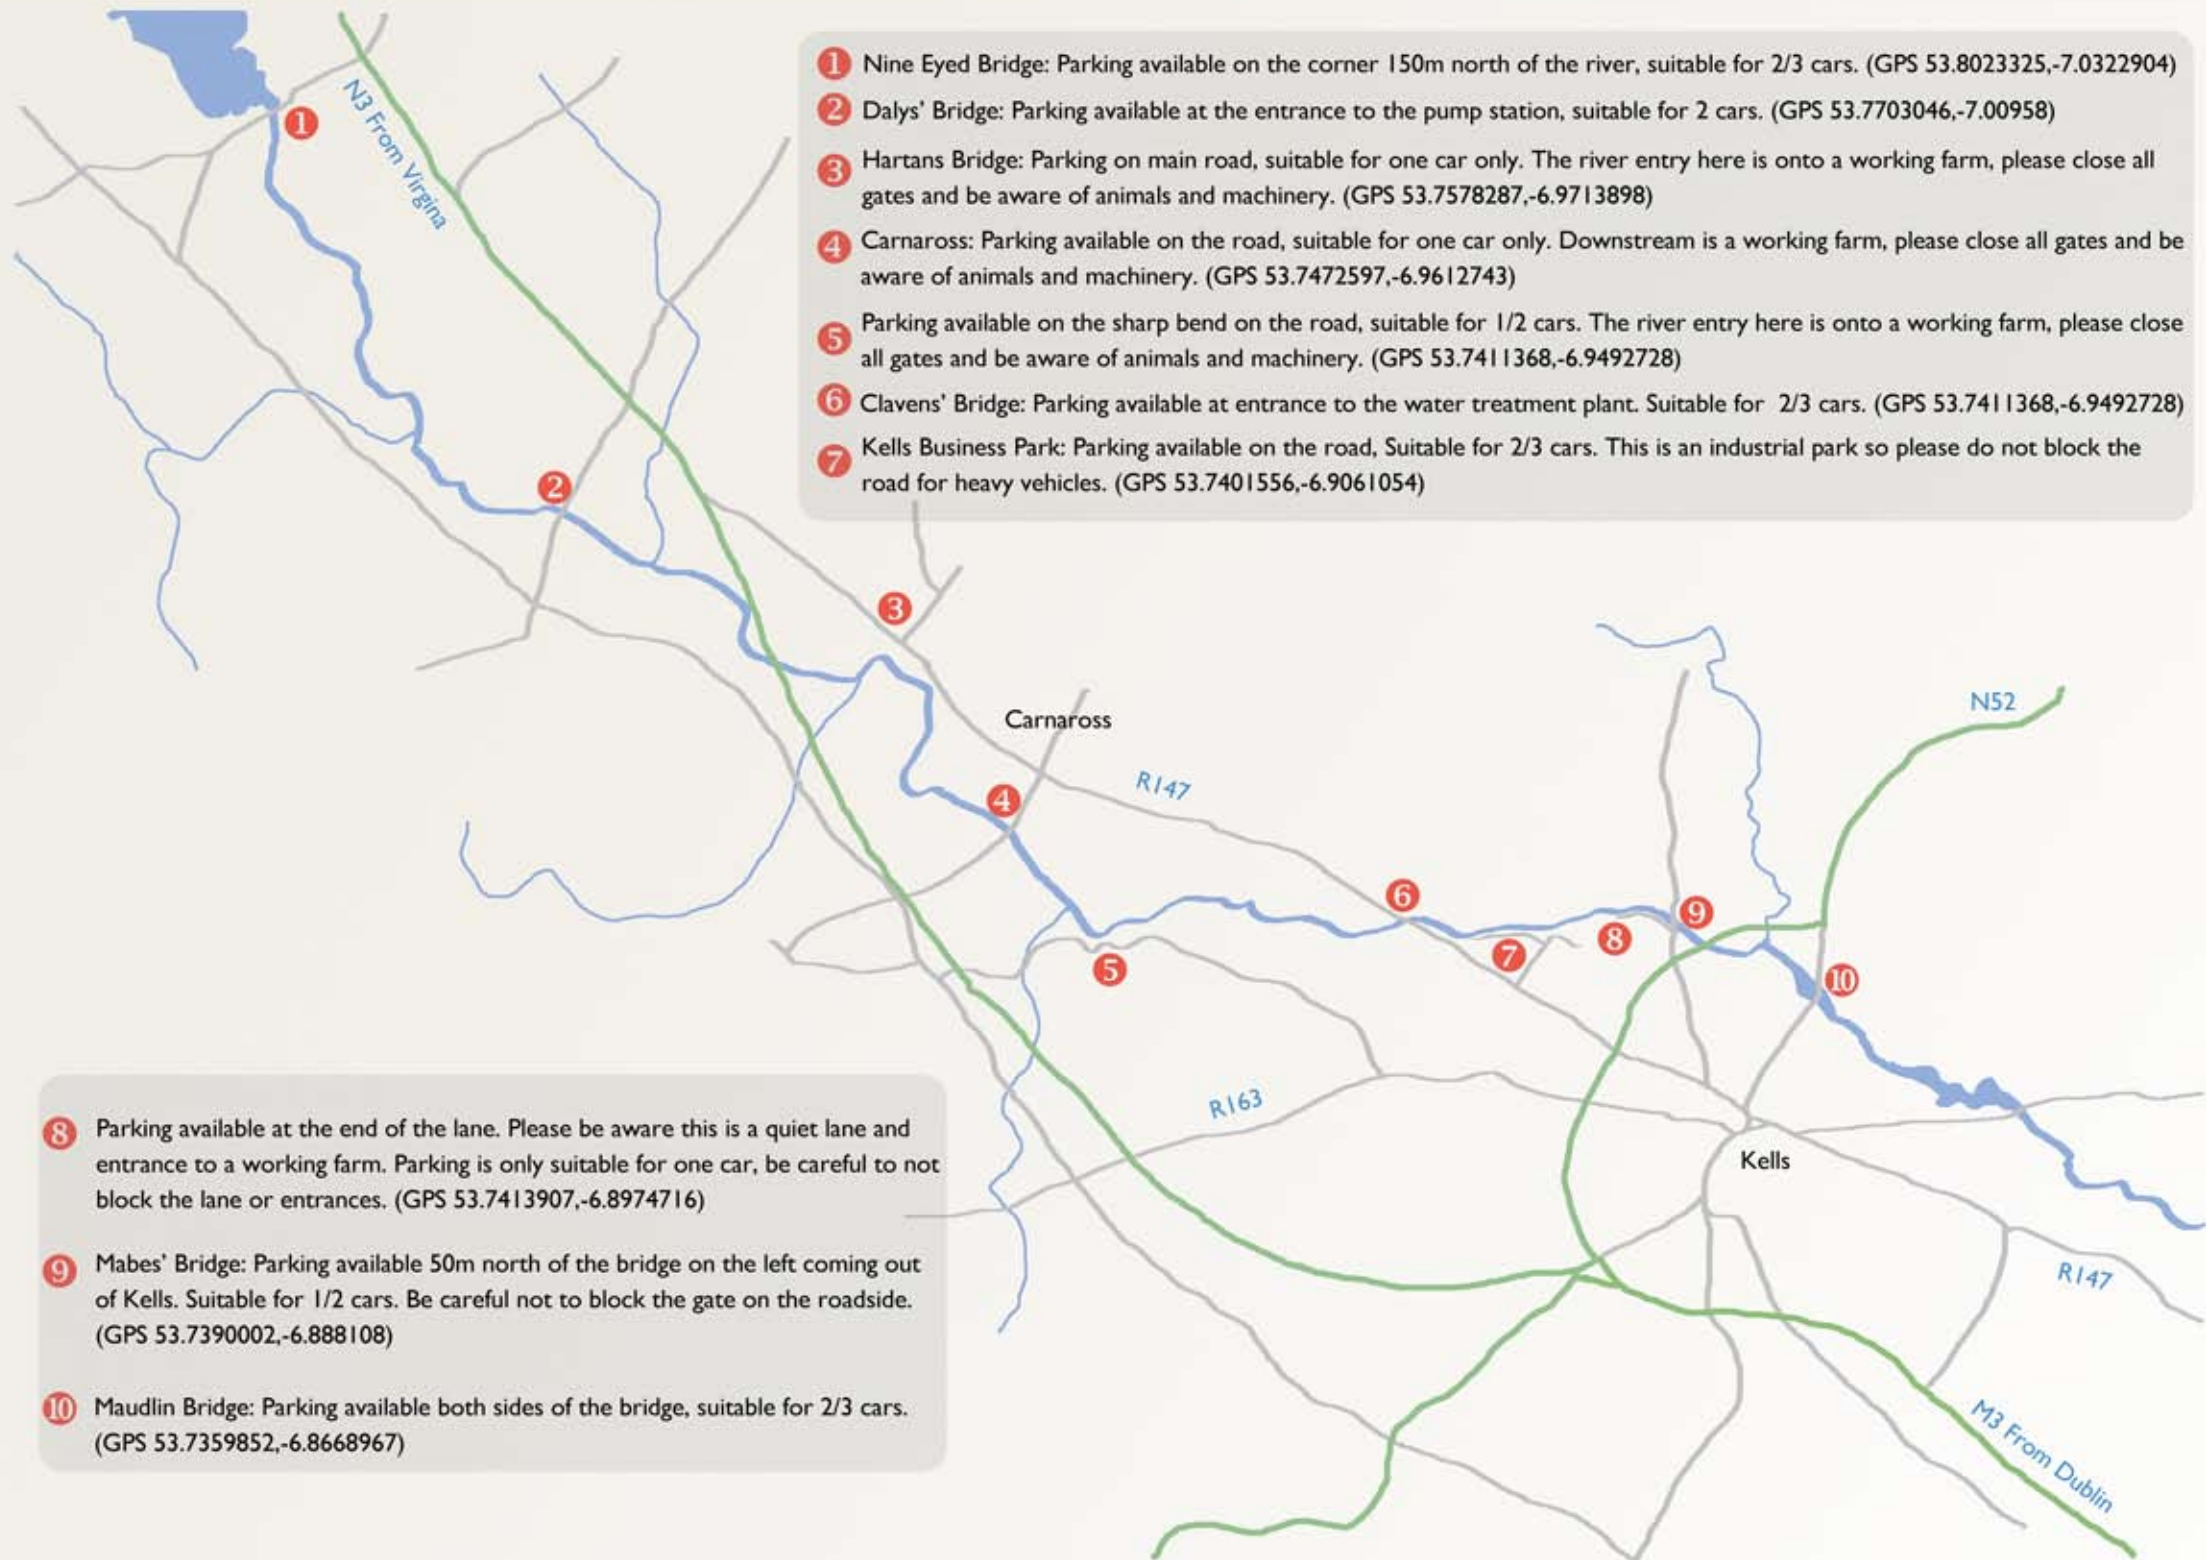 1 Nine Eyed Bridge: Parking available on the corner 150m north of the river, suitable for 2/3 cars. (GPS 53.8023325,-7.0322904)
2 Dalys' Bridge: Parking available at the entrance to the pump station, suitable for 2 cars. (GPS 53.7703046,-7.00958)
3 Hartans Bridge: Parking on main road, suitable for one car only. The river entry here is onto a working farm, please close all
gates and be aware of animals and machinery. (GPS 53.7578287,-6.9713898)
4 Carnaross: Parking available on the road, suitable for one car only. Downstream is a working farm, please close all gates and be
aware of animals and machinery. (GPS 53.7472597,-6.9612743)
5 Parking available on the sharp bend on the road, suitable for 1/2 cars. The river entry here is onto a working farm, please close
all gates and be aware of animals and machinery. (GPS 53.7411368,-6.9492728)
6 Clavens' Bridge: Parking available at entrance to the water treatment plant. Suitable for 2/3 cars. (GPS 53.7411368,-6.9492728)
7 Kells Business Park: Parking available on the road, Suitable for 2/3 cars. This is an industrial park so please do not block the
road for heavy vehicles. (GPS 53.7401556,-6.9061054)
1
N3 From Virgina
2
3
Carnaross
N52
R147
4
6
9
8
7
5
10
R163
Kells
R147
M3 From Dublin
8 Parking available at the end of the lane. Please be aware this is a quiet lane and
entrance to a working farm. Parking is only suitable for one car, be careful to not
block the lane or entrances. (GPS 53.7413907,-6.8974716)
9 Mabes' Bridge: Parking available 50m north of the bridge on the left coming out
of Kells. Suitable for 1/2 cars. Be careful not to block the gate on the roadside.
(GPS 53.7390002,-6.888108)
10 Maudlin Bridge: Parking available both sides of the bridge, suitable for 2/3 cars.
(GPS 53.7359852,-6.8668967)